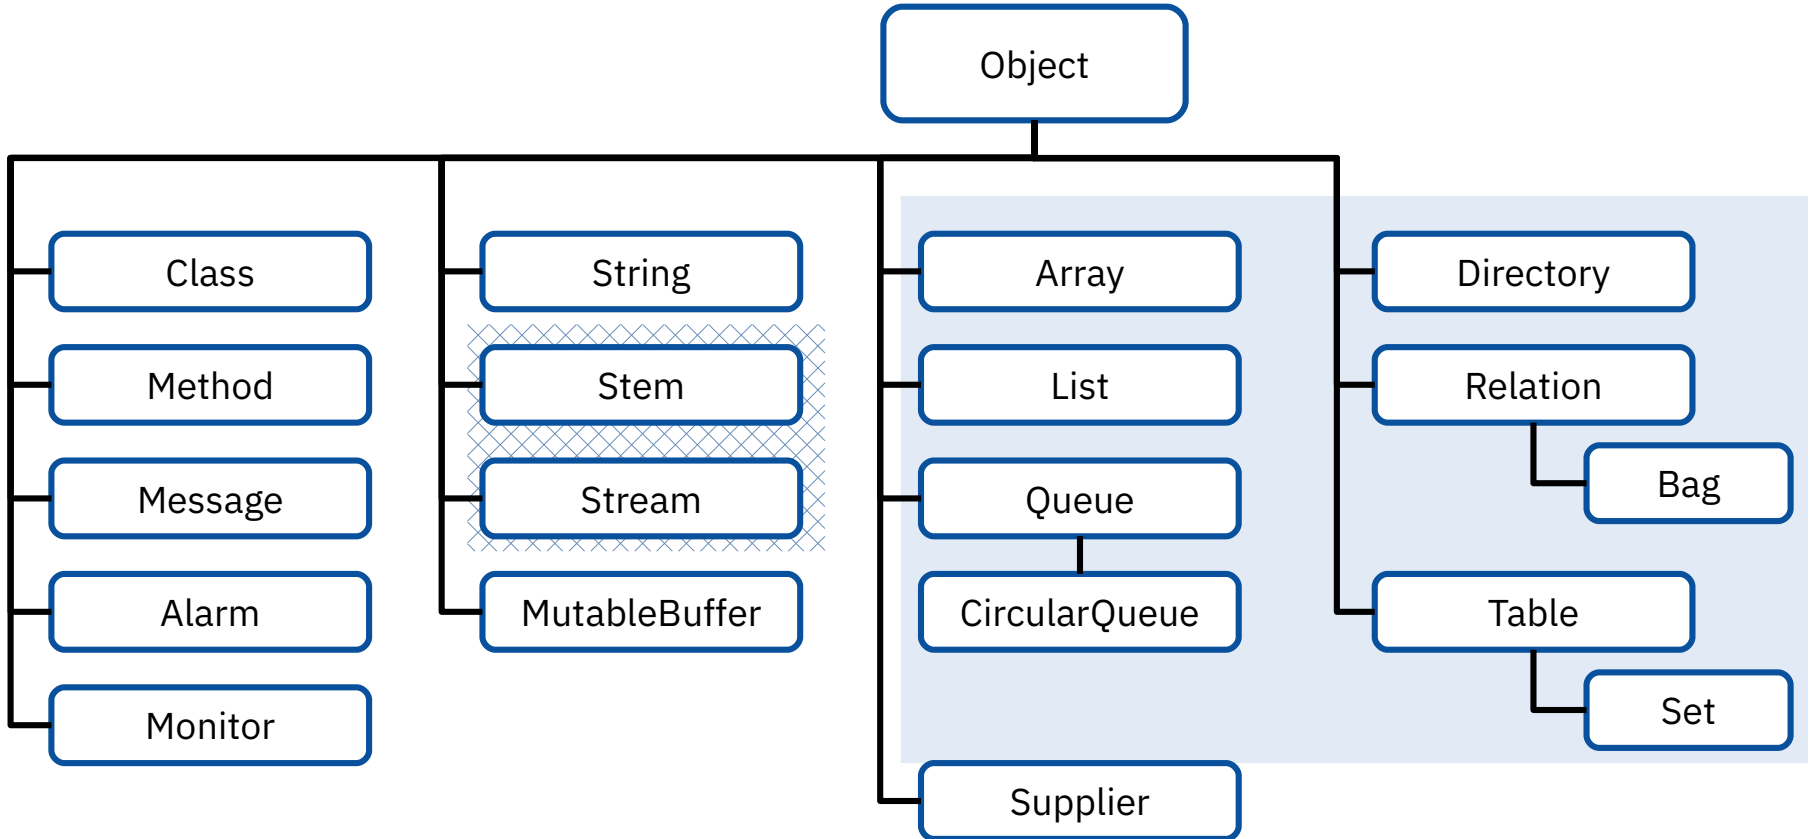 Object
Class
Method
Message
Alarm
Monitor
String
Stem
Stream
MutableBuffer
Array
List
Queue
CircularQueue
Supplier
Directory
Relation
Bag
Table
Set